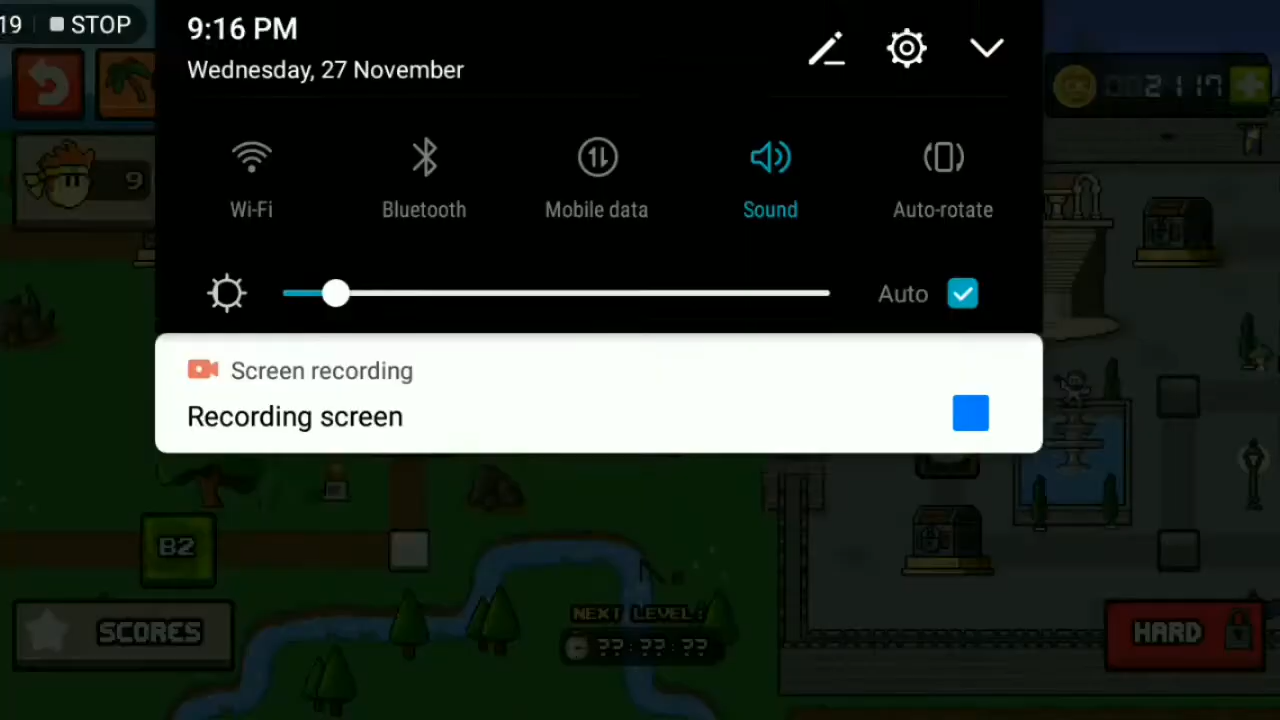 19 STOP
9:16 PM
Wednesday, 27 November
002117
9
Wi-Fi
Bluetooth
Mobile data
Sound
Auto-rotate
Auto
Screen recording
Recording screen
B2
NEXT LEVEL:
??:??:??
SCORES
HARD